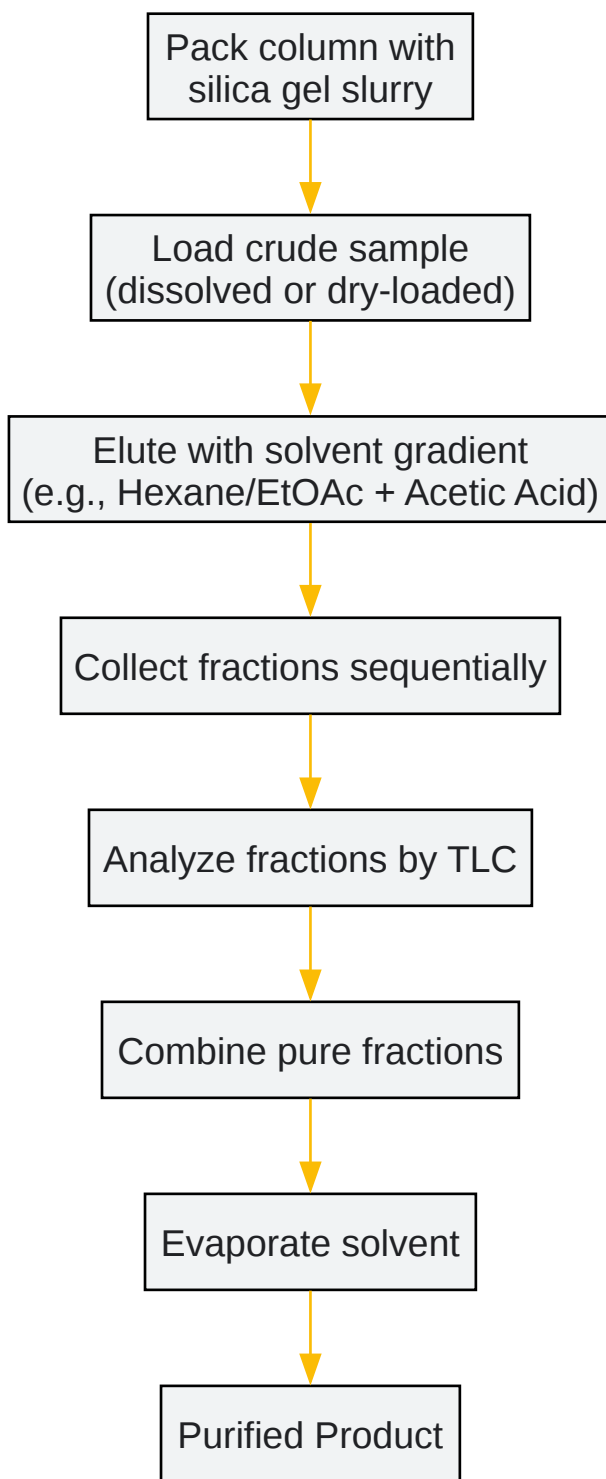 Pack column with
silica gel slurry
Load crude sample
(dissolved or dry-loaded)
Elute with solvent gradient
(e.g., Hexane/EtOAc + Acetic Acid)
Collect fractions sequentially
Analyze fractions by TLC
Combine pure fractions
Evaporate solvent
Purified Product